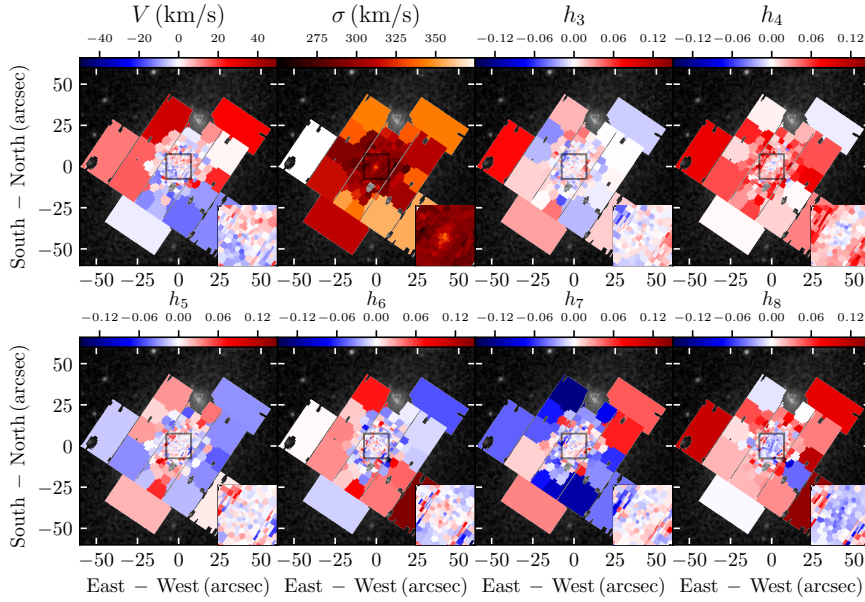 V (km/s) σ (km/s) h₃ h₄
−40 −20 0 20 40 275 300 325 350 −0.12 −0.06 0.00 0.06 0.12 −0.12 −0.06 0.00 0.06 0.12
South − North (arcsec)
50
25
0
−25
−50
−50 −25 0 25 50 −50 −25 0 25 50 −50 −25 0 25 50 −50 −25 0 25 50
h₅ h₆ h₇ h₈
−0.12 −0.06 0.00 0.06 0.12 −0.12 −0.06 0.00 0.06 0.12 −0.12 −0.06 0.00 0.06 0.12 −0.12 −0.06 0.00 0.06 0.12
South − North (arcsec)
50
25
0
−25
−50
−50 −25 0 25 50 −50 −25 0 25 50 −50 −25 0 25 50 −50 −25 0 25 50
East − West (arcsec) East − West (arcsec) East − West (arcsec) East − West (arcsec)